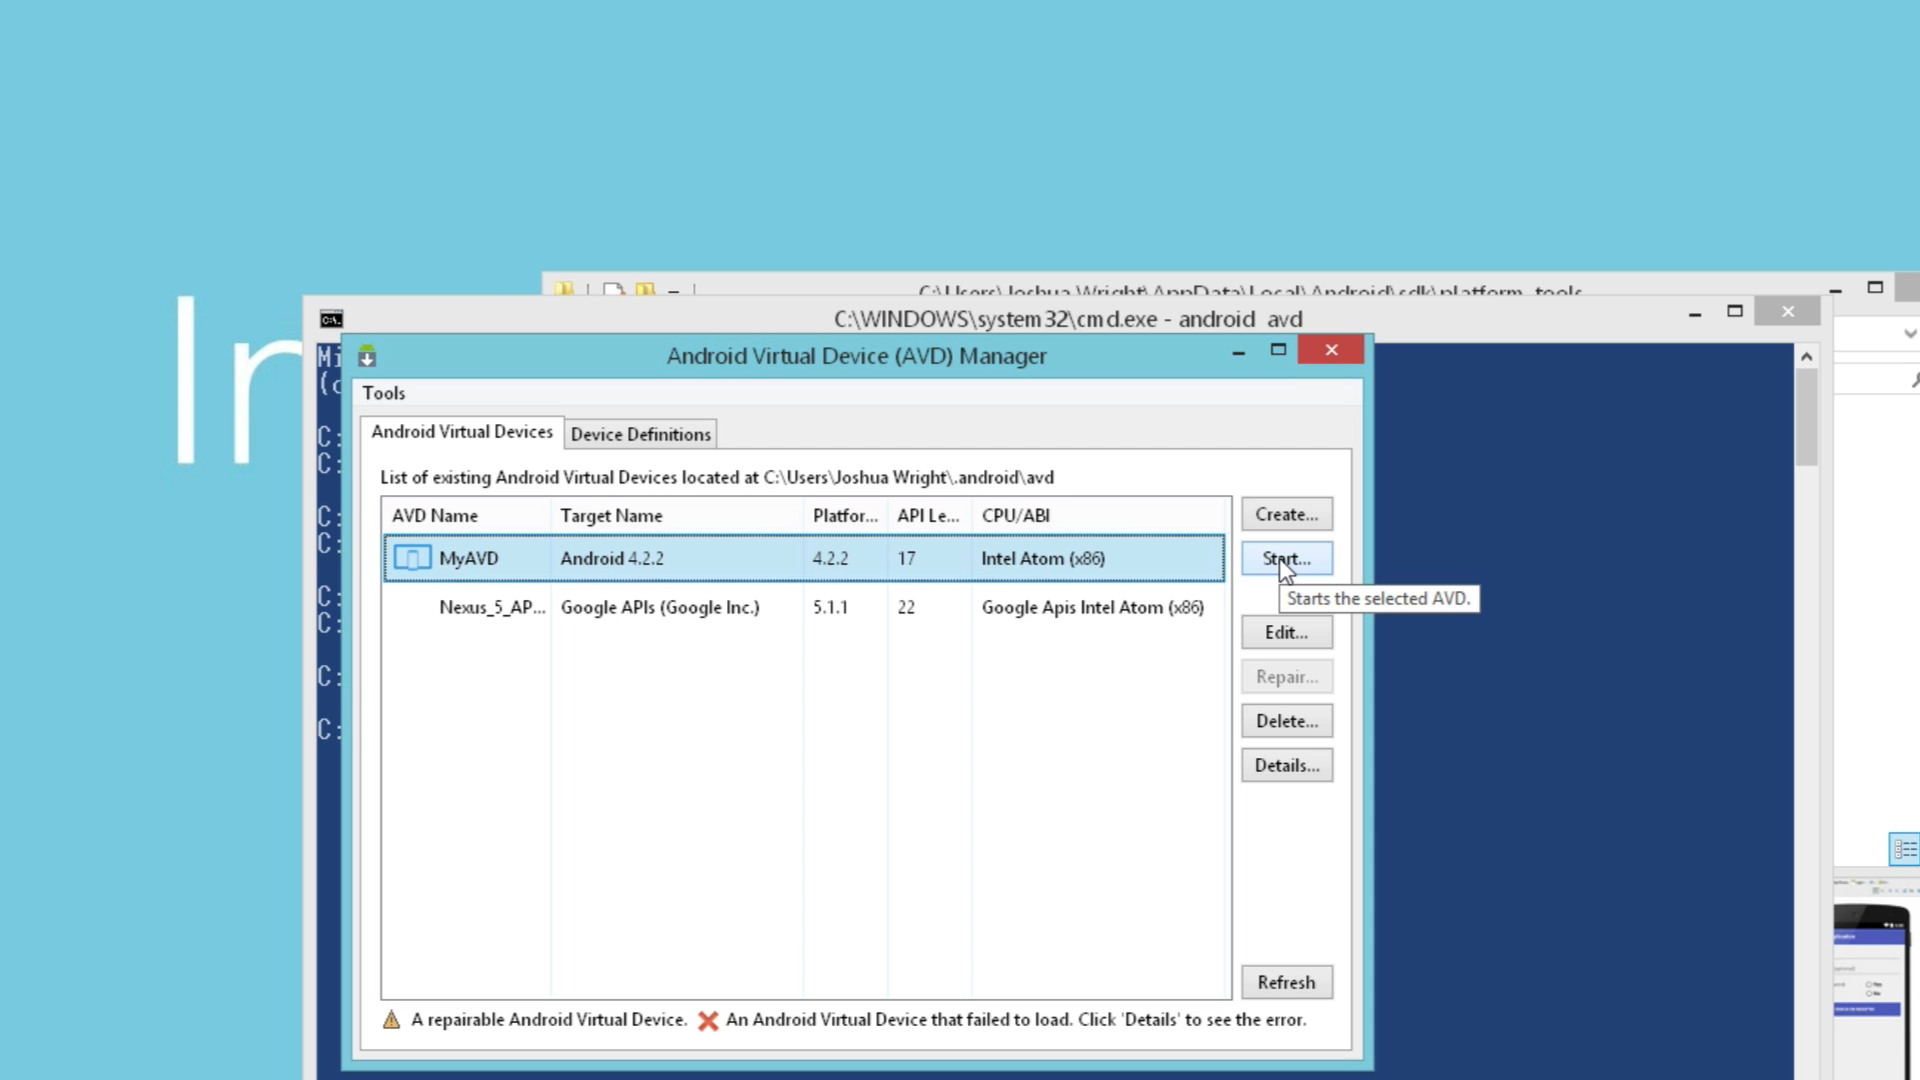 In
C:\Users\Joshua Wright\AppData\Local\Android\sdk\platform-tools
C:\WINDOWS\system32\cmd.exe - android avd
Mi
(c
C:
C:
C:
C:
C:
C:
C:
C:
Android Virtual Device (AVD) Manager
Tools
Android Virtual Devices
Device Definitions
List of existing Android Virtual Devices located at C:\Users\Joshua Wright\.android\avd
AVD Name Target Name Platfor... API Le... CPU/ABI
MyAVD Android 4.2.2 4.2.2 17 Intel Atom (x86)
Nexus_5_AP... Google APIs (Google Inc.) 5.1.1 22 Google Apis Intel Atom (x86)
Create...
Start...
Starts the selected AVD.
Edit...
Repair...
Delete...
Details...
Refresh
A repairable Android Virtual Device. An Android Virtual Device that failed to load. Click 'Details' to see the error.